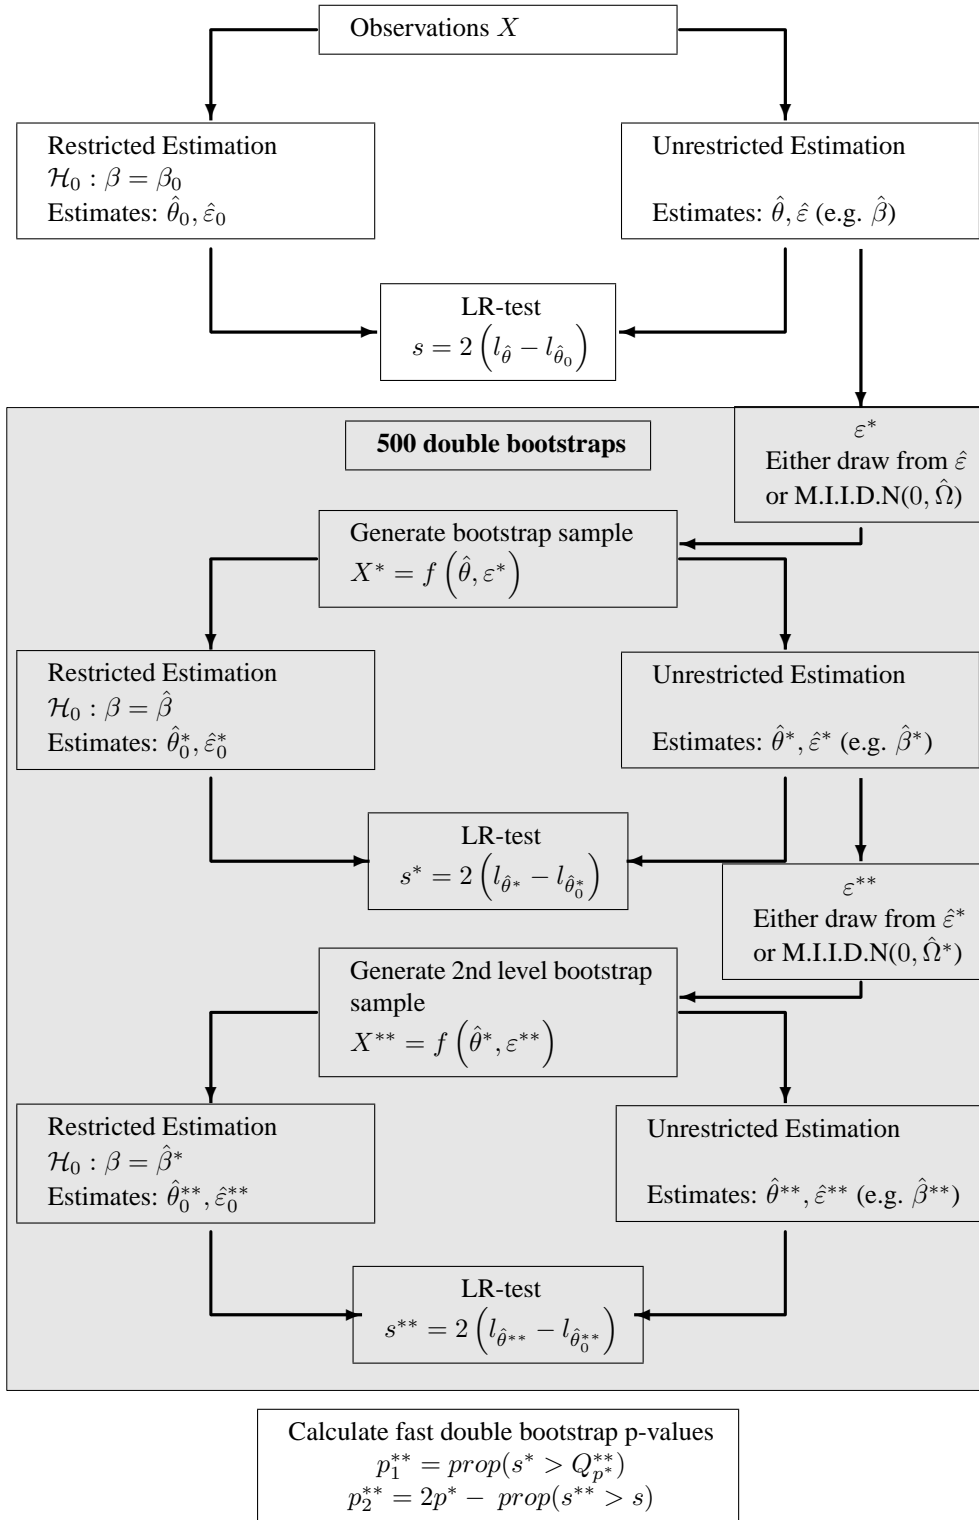 Observations X
Restricted Estimation
ℋ₀ : β = β₀
Estimates: θ̂₀, ε̂₀
Unrestricted Estimation
Estimates: θ̂, ε̂ (e.g. β̂)
LR-test
s = 2 (l_θ̂ − l_θ̂₀)
500 double bootstraps
ε*
Either draw from ε̂
or M.I.I.D.N(0, Ω̂)
Generate bootstrap sample
X* = f (θ̂, ε*)
Restricted Estimation
ℋ₀ : β = β̂
Estimates: θ̂₀*, ε̂₀*
Unrestricted Estimation
Estimates: θ̂*, ε̂* (e.g. β̂*)
LR-test
s* = 2 (l_θ̂* − l_θ̂₀*)
ε**
Either draw from ε̂*
or M.I.I.D.N(0, Ω̂*)
Generate 2nd level bootstrap
sample
X** = f (θ̂*, ε**)
Restricted Estimation
ℋ₀ : β = β̂*
Estimates: θ̂₀**, ε̂₀**
Unrestricted Estimation
Estimates: θ̂**, ε̂** (e.g. β̂**)
LR-test
s** = 2 (l_θ̂** − l_θ̂₀**)
Calculate fast double bootstrap p-values
p₁** = prop(s* > Q_p***)
p₂** = 2p* − prop(s** > s)